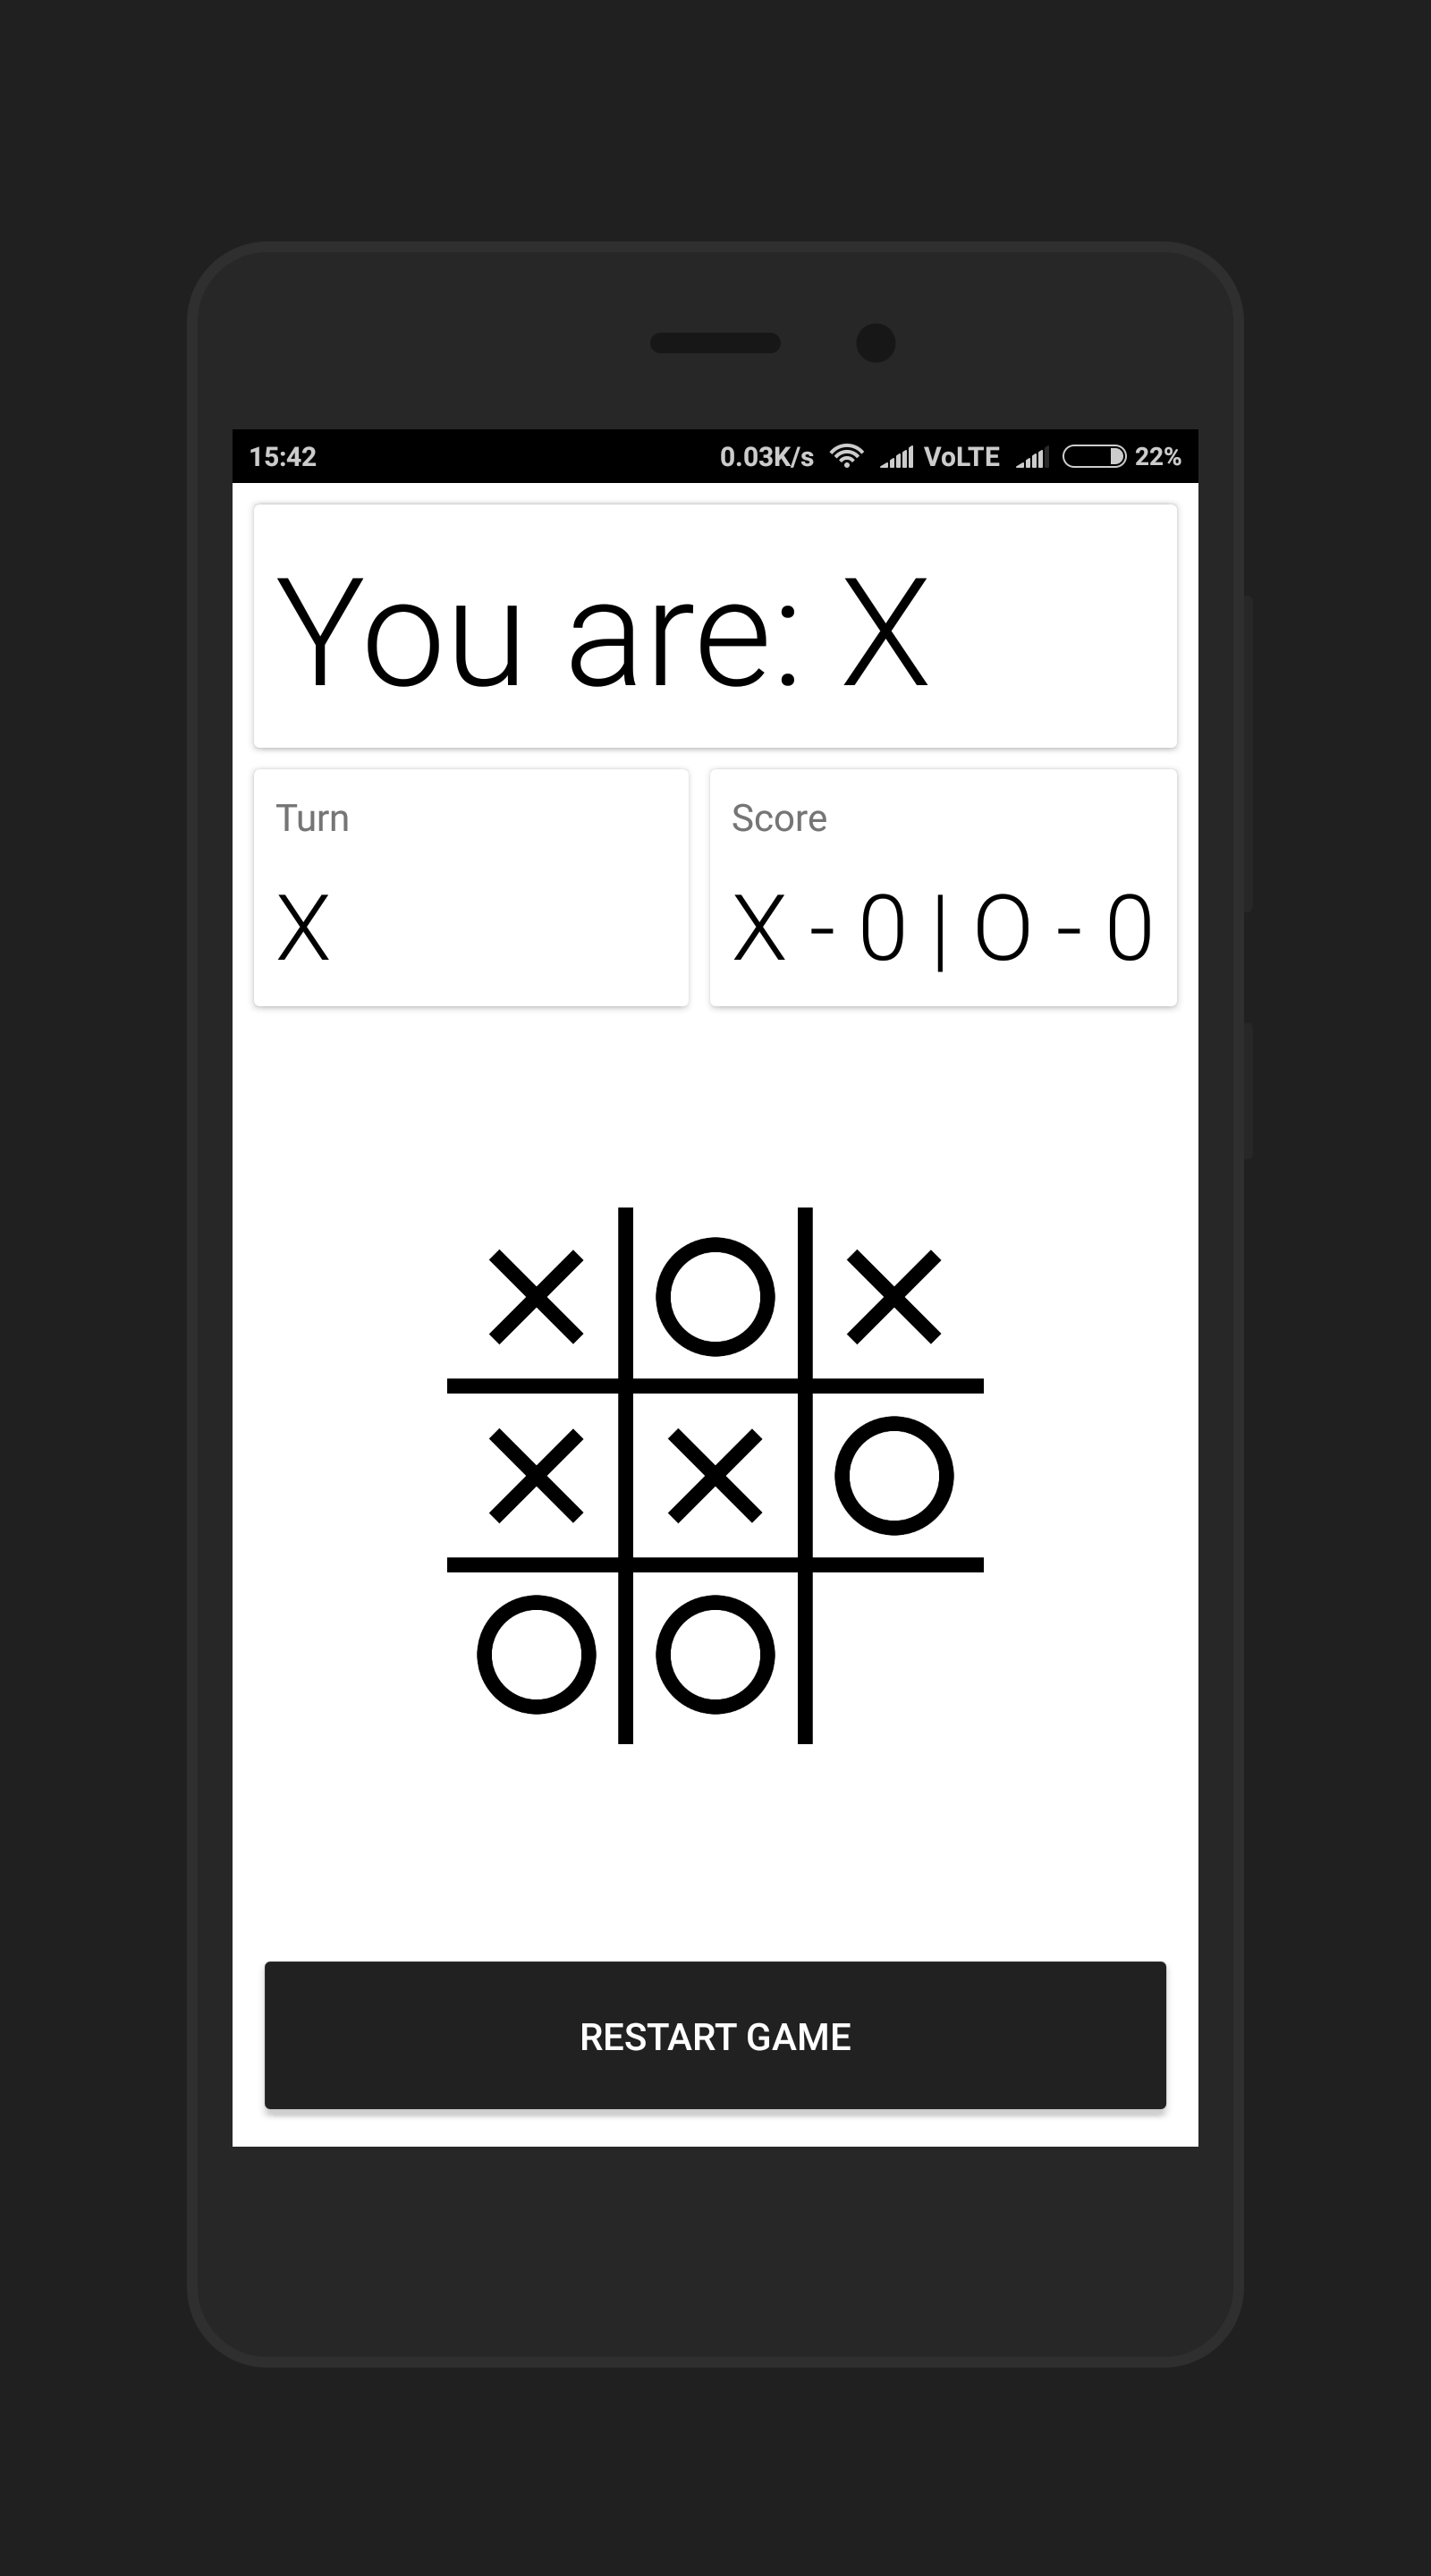 15:42 0.03K/s VoLTE 22%
You are: X
Turn
X
Score
X - 0 | O - 0
X O X
X X O
O O
RESTART GAME